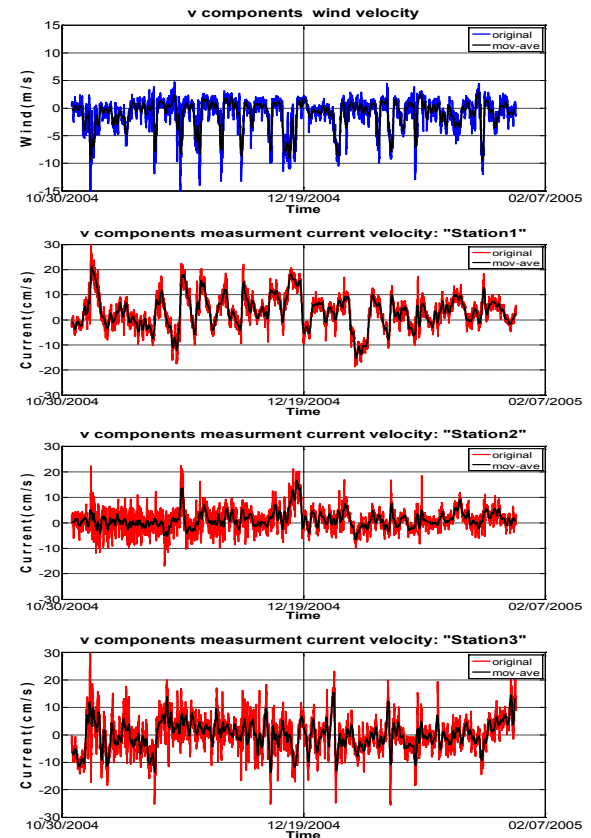 v components wind velocity
Wind(m/s)
15
10
5
0
-5
-10
-15
original
mov-ave
10/30/2004
12/19/2004
02/07/2005
Time
v components measurment current velocity: "Station1"
Current(cm/s)
30
20
10
0
-10
-20
-30
original
mov-ave
10/30/2004
12/19/2004
02/07/2005
Time
v components measurment current velocity: "Station2"
Current(cm/s)
30
20
10
0
-10
-20
-30
original
mov-ave
10/30/2004
12/19/2004
02/07/2005
Time
v components measurment current velocity: "Station3"
Current(cm/s)
30
20
10
0
-10
-20
-30
original
mov-ave
10/30/2004
12/19/2004
02/07/2005
Time